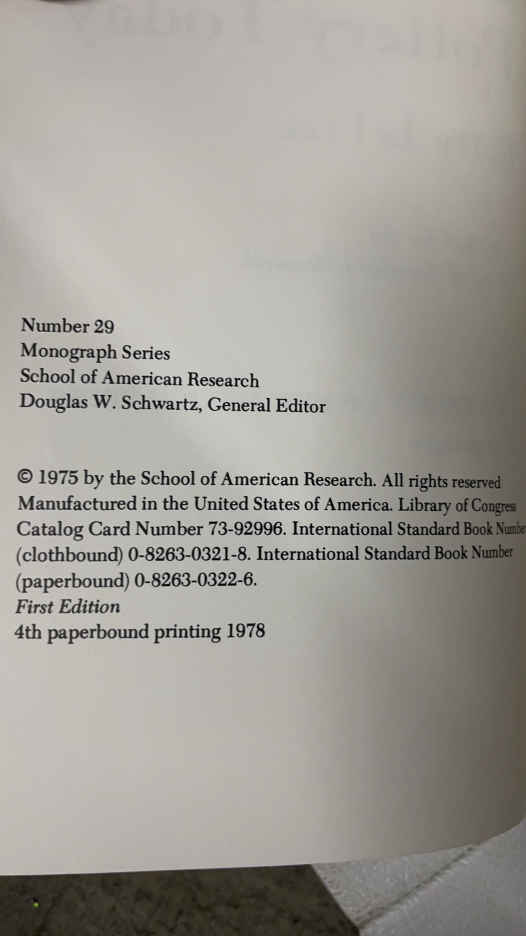 Number 29
Monograph Series
School of American Research
Douglas W. Schwartz, General Editor
© 1975 by the School of American Research. All rights reserved
Manufactured in the United States of America. Library of Congress
Catalog Card Number 73-92996. International Standard Book Number
(clothbound) 0-8263-0321-8. International Standard Book Number
(paperbound) 0-8263-0322-6.
First Edition
4th paperbound printing 1978